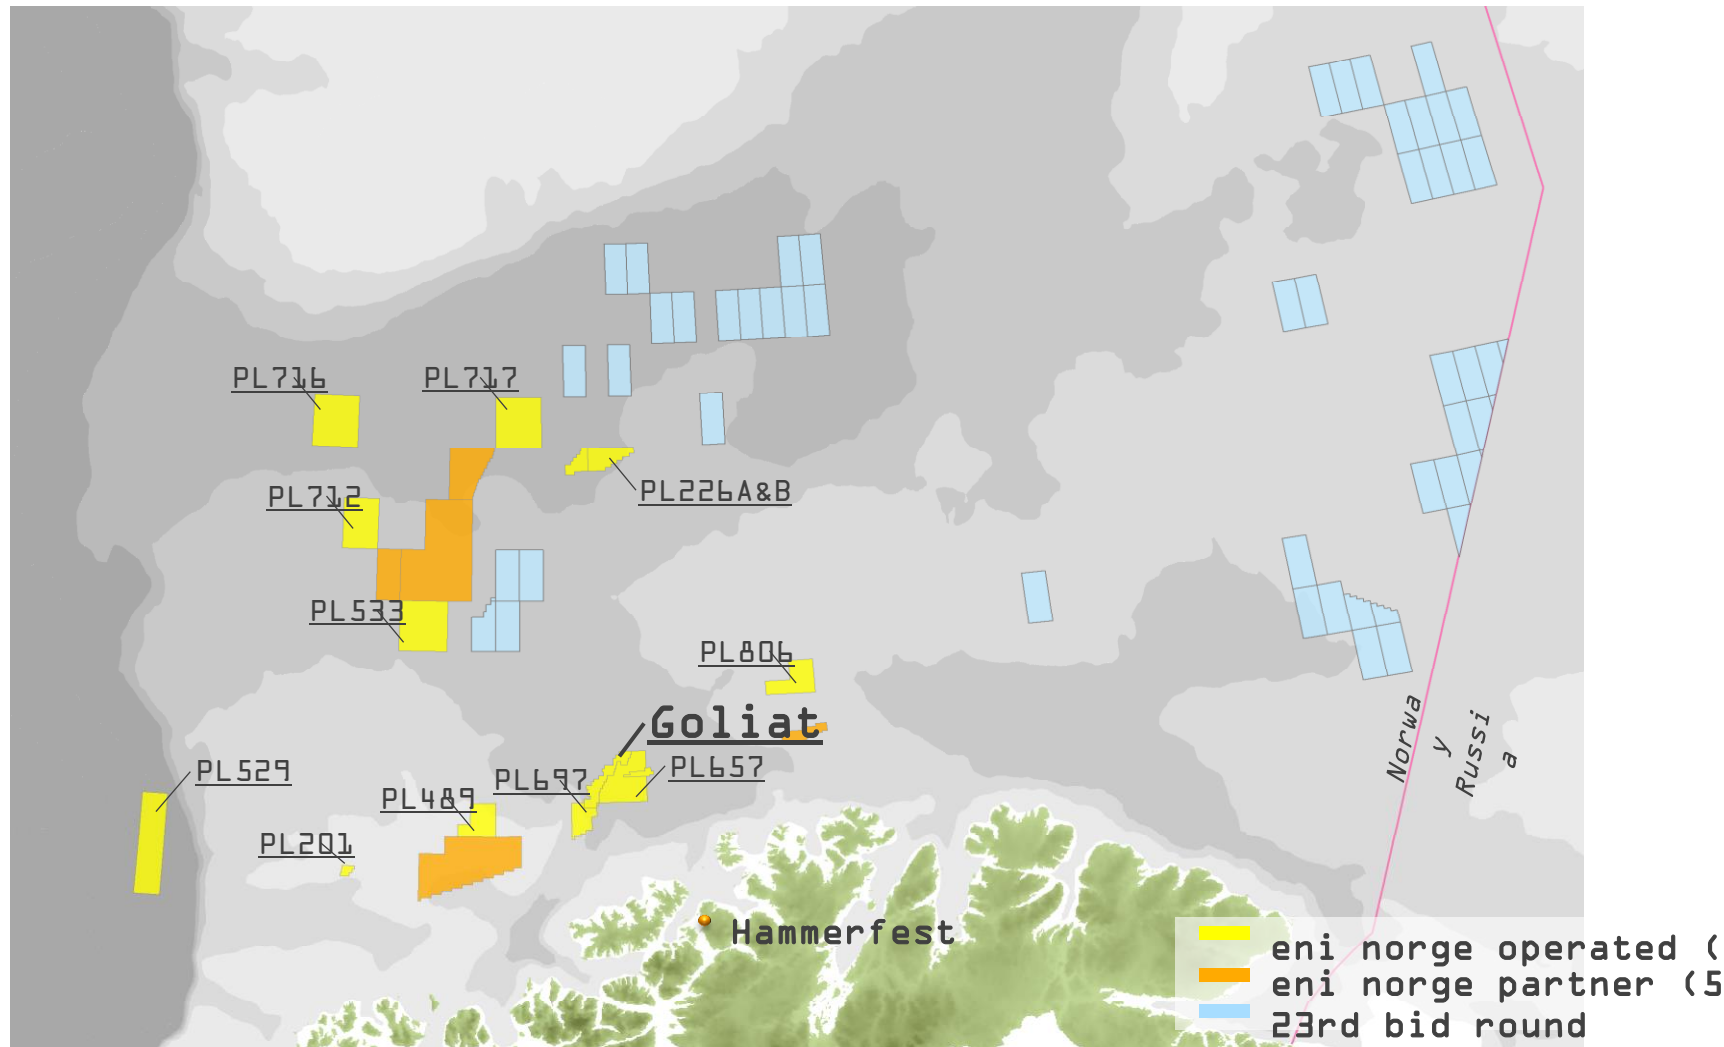 PL716
PL717
PL712
PL226A&B
PL533
PL806
Goliat
PL529
PL697
PL657
PL489
PL201
Norwa
y
Russi
a
Hammerfest
eni norge operated (
eni norge partner (5
23rd bid round